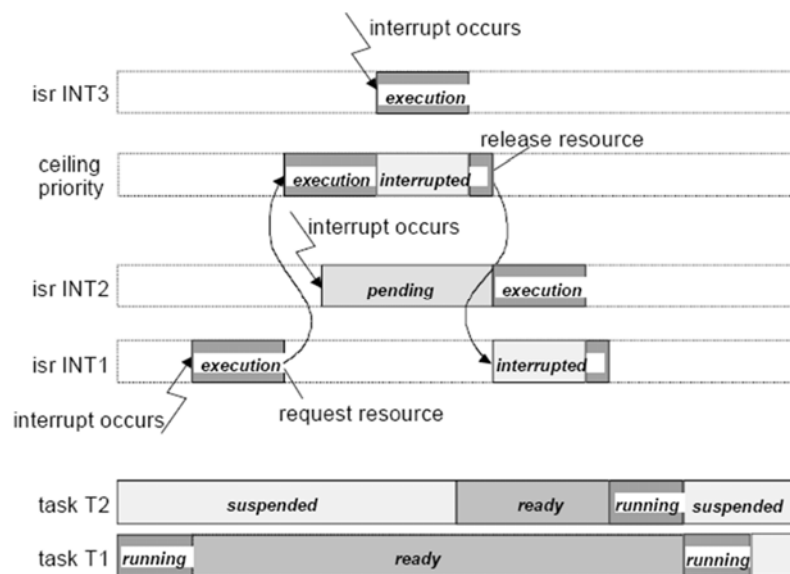 interrupt occurs
isr INT3
execution
release resource
ceiling
priority
execution
interrupted
interrupt occurs
isr INT2
pending
execution
isr INT1
execution
interrupted
interrupt occurs
request resource
task T2
suspended
ready
running
suspended
task T1
running
ready
running